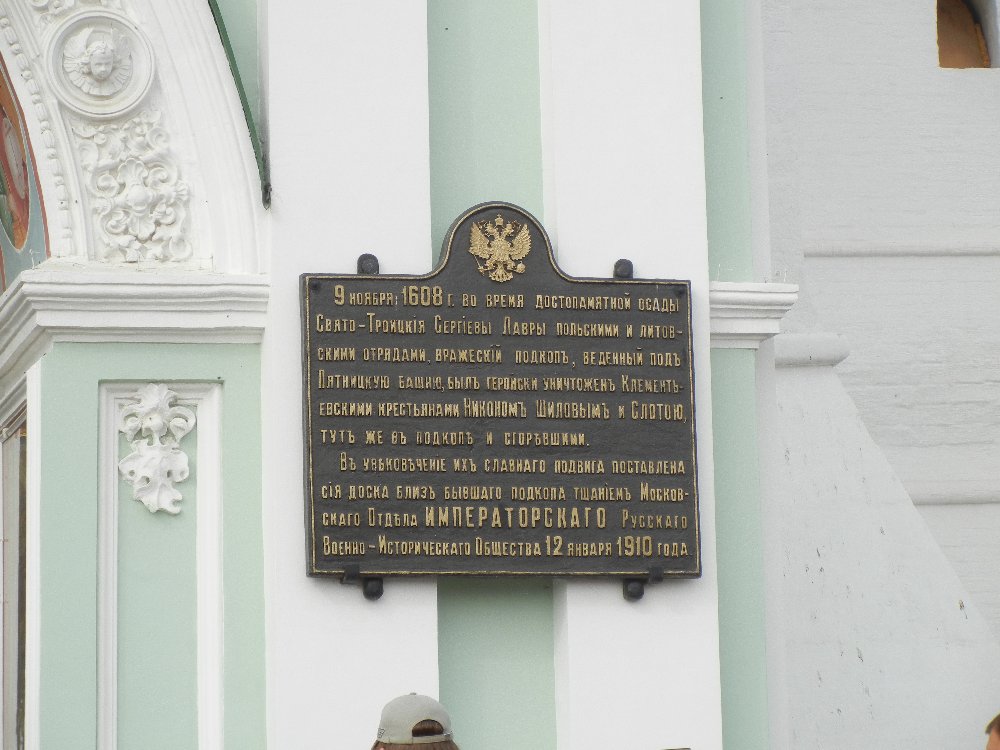 9 ноября 1608 г. во время достопамятной осады
Свято-Троицкія Сергіевы Лавры польскими и литов-
скими отрядами, вражескій подкопъ, веденный подъ
Пятницкую башню, былъ геройски уничтоженъ Клементь-
евскими крестьянами Никономъ Шиловымъ и Слотою,
тутъ же въ подкопѣ и сгорѣвшими.
Въ увѣковѣченіе ихъ славнаго подвига поставлена
сія доска близъ бывшаго подкопа тщаніемъ Москов-
скаго Отдѣла ИМПЕРАТОРСКАГО Русскаго
Военно-Историческаго Общества 12 января 1910 года.